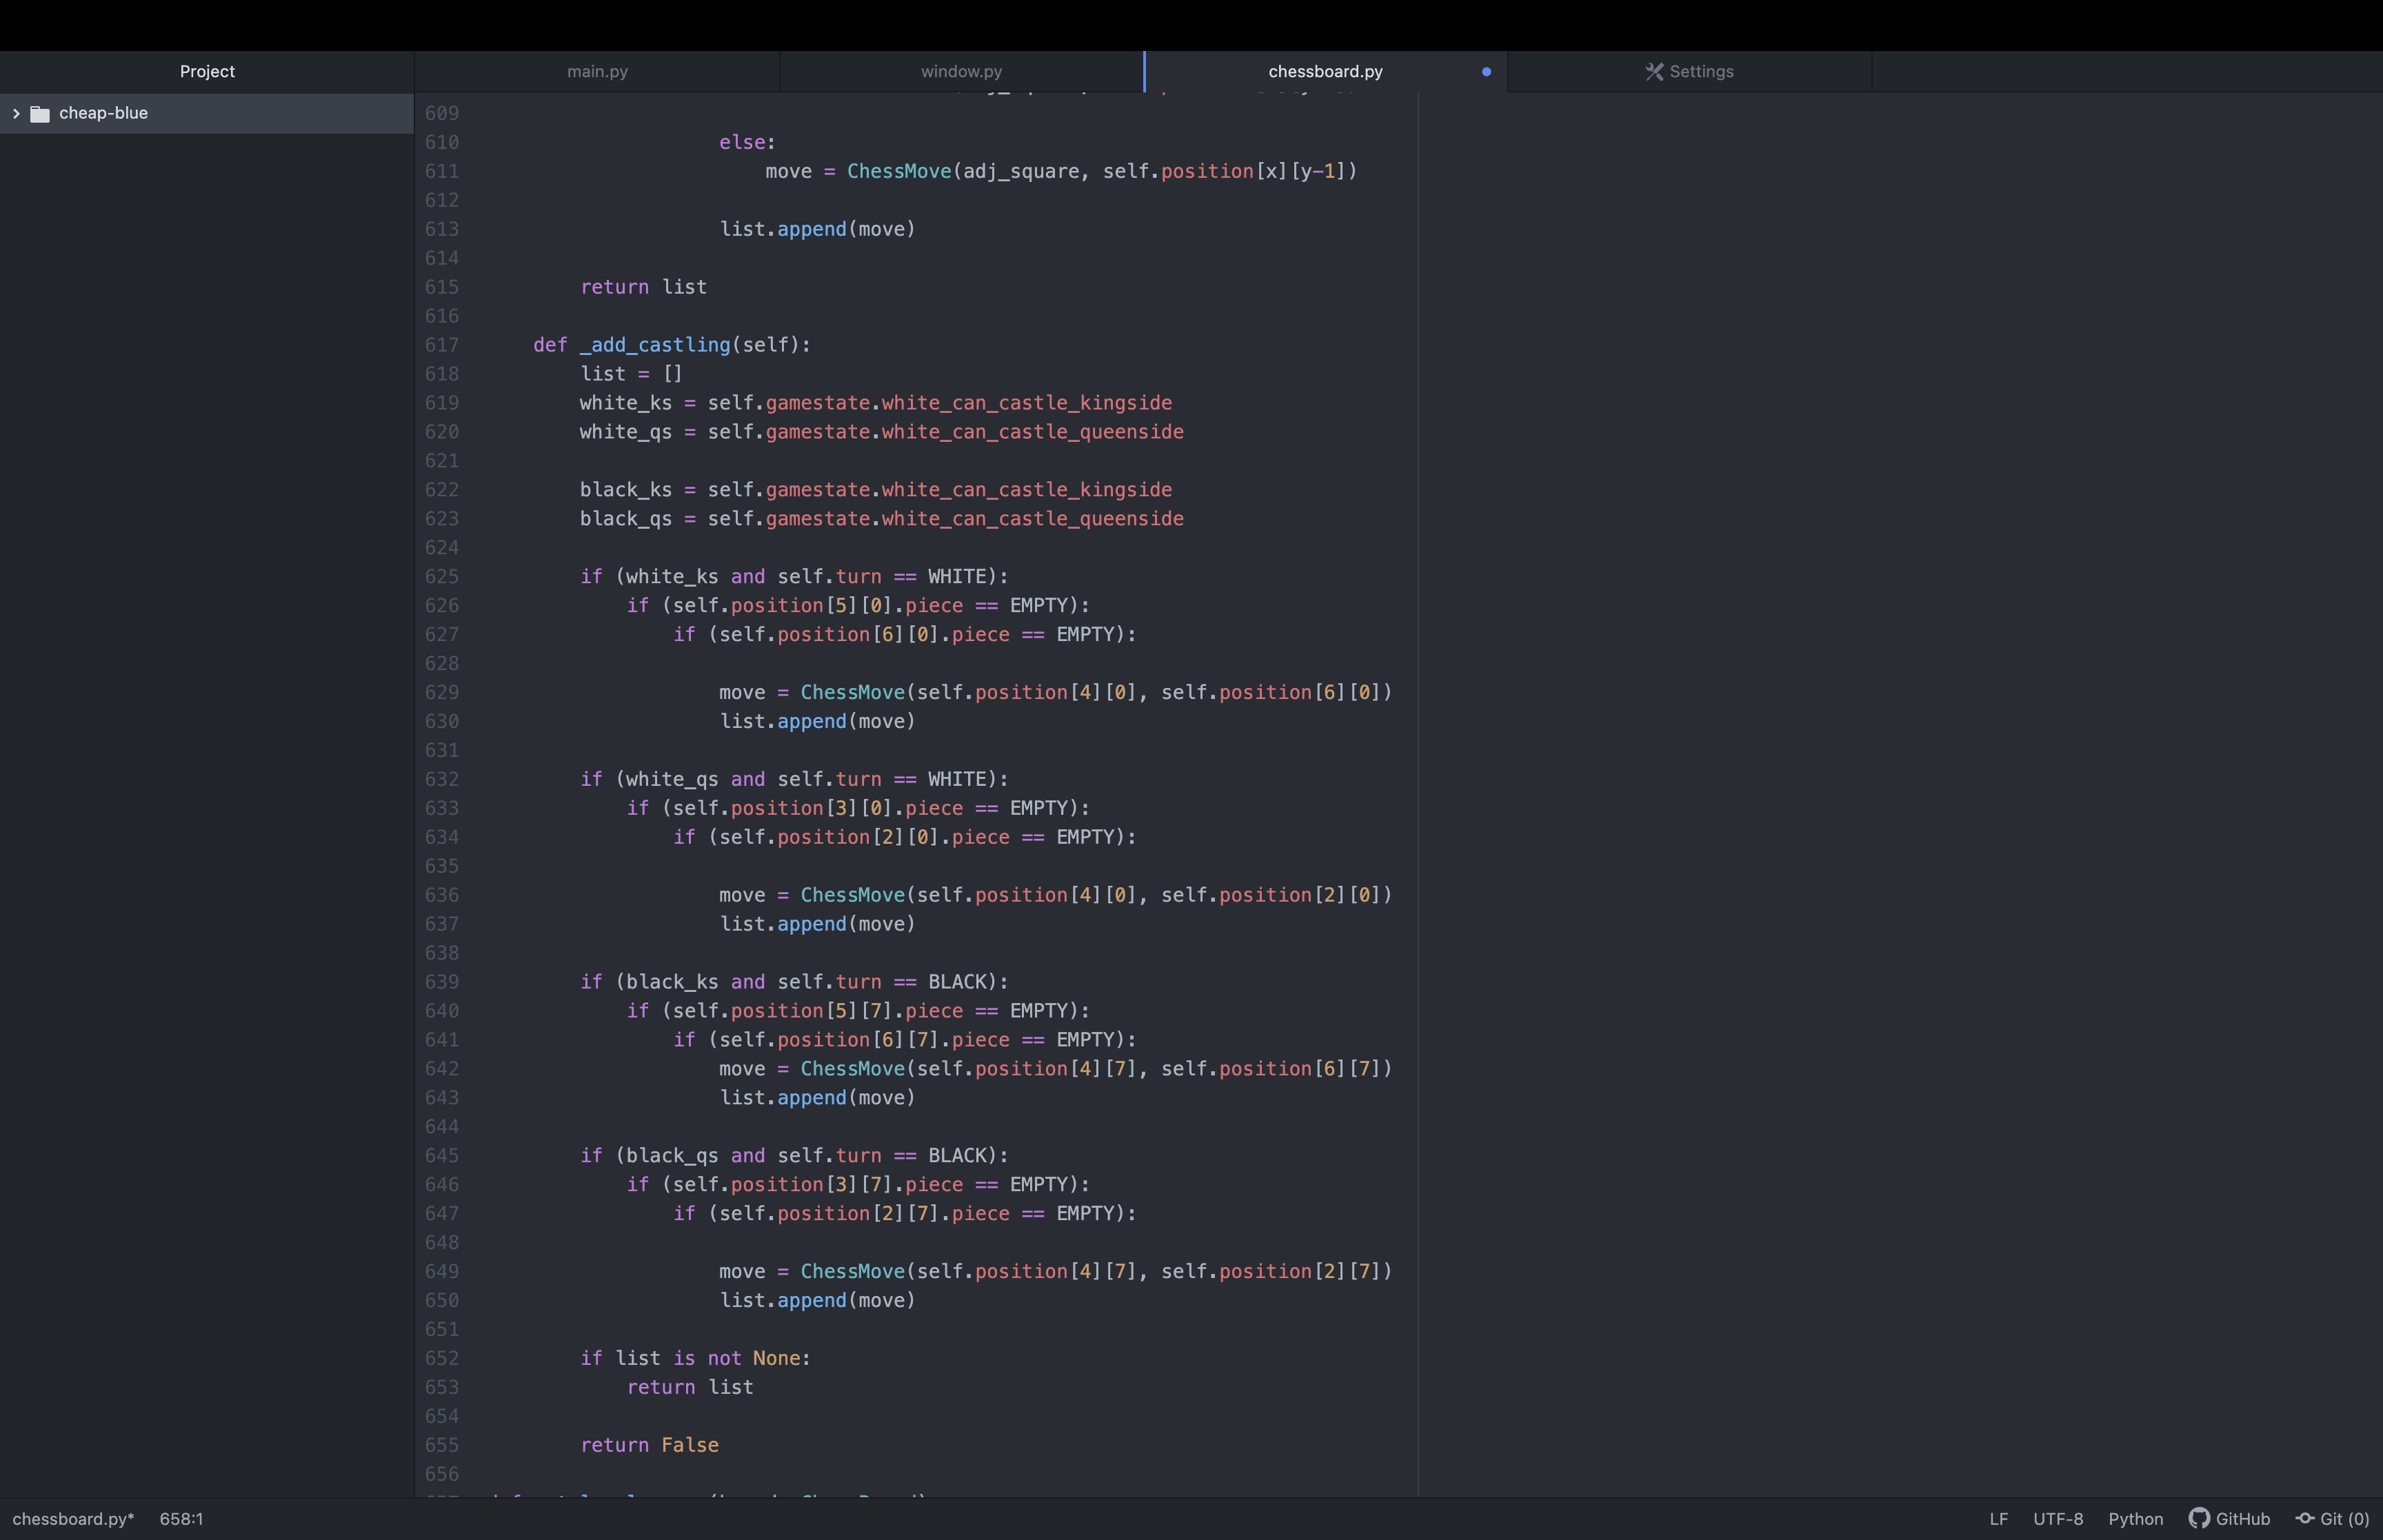 Project
main.py
window.py
chessboard.py
Settings
cheap-blue
609
610 else:
611 move = ChessMove(adj_square, self.position[x][y-1])
612
613 list.append(move)
614
615 return list
616
617 def _add_castling(self):
618 list = []
619 white_ks = self.gamestate.white_can_castle_kingside
620 white_qs = self.gamestate.white_can_castle_queenside
621
622 black_ks = self.gamestate.white_can_castle_kingside
623 black_qs = self.gamestate.white_can_castle_queenside
624
625 if (white_ks and self.turn == WHITE):
626 if (self.position[5][0].piece == EMPTY):
627 if (self.position[6][0].piece == EMPTY):
628
629 move = ChessMove(self.position[4][0], self.position[6][0])
630 list.append(move)
631
632 if (white_qs and self.turn == WHITE):
633 if (self.position[3][0].piece == EMPTY):
634 if (self.position[2][0].piece == EMPTY):
635
636 move = ChessMove(self.position[4][0], self.position[2][0])
637 list.append(move)
638
639 if (black_ks and self.turn == BLACK):
640 if (self.position[5][7].piece == EMPTY):
641 if (self.position[6][7].piece == EMPTY):
642 move = ChessMove(self.position[4][7], self.position[6][7])
643 list.append(move)
644
645 if (black_qs and self.turn == BLACK):
646 if (self.position[3][7].piece == EMPTY):
647 if (self.position[2][7].piece == EMPTY):
648
649 move = ChessMove(self.position[4][7], self.position[2][7])
650 list.append(move)
651
652 if list is not None:
653 return list
654
655 return False
656
chessboard.py* 658:1
LF UTF-8 Python GitHub Git (0)